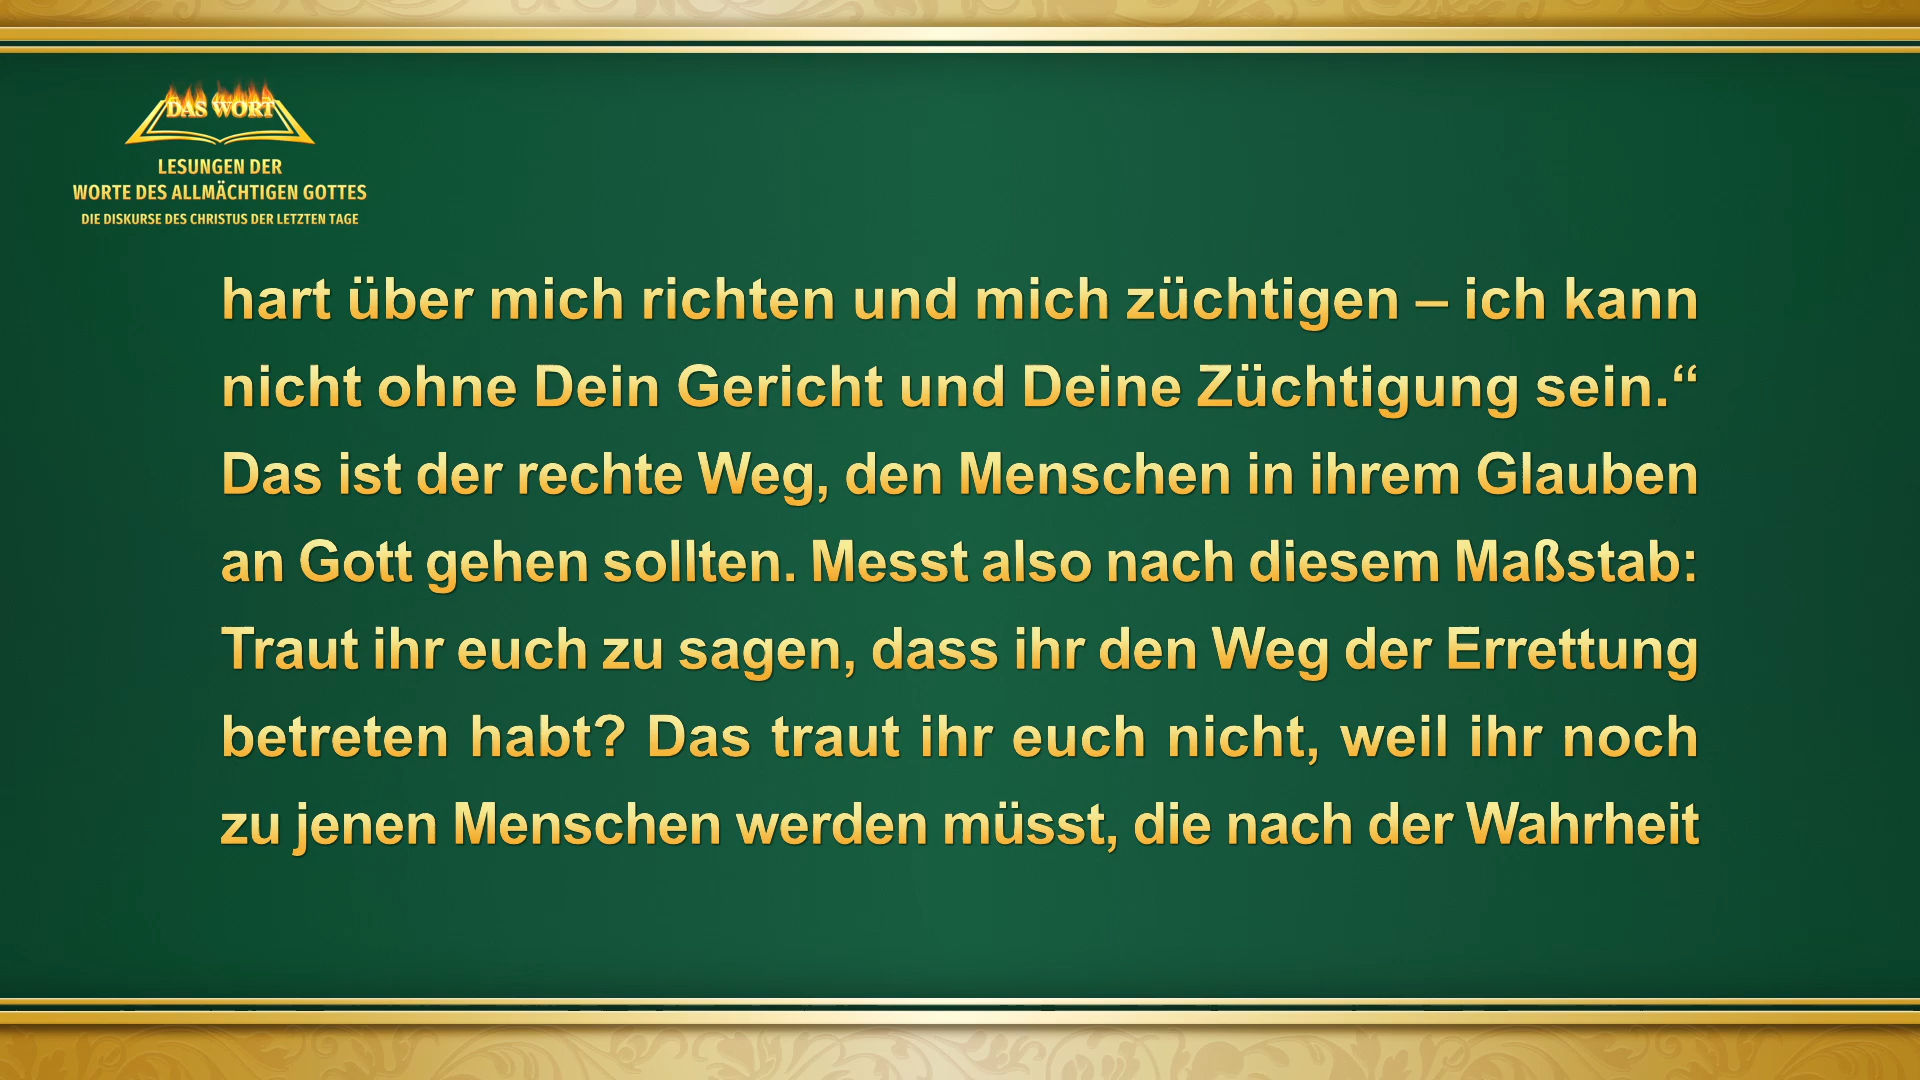 DAS WORT
LESUNGEN DER
WORTE DES ALLMÄCHTIGEN GOTTES
DIE DISKURSE DES CHRISTUS DER LETZTEN TAGE
hart über mich richten und mich züchtigen – ich kann
nicht ohne Dein Gericht und Deine Züchtigung sein.“
Das ist der rechte Weg, den Menschen in ihrem Glauben
an Gott gehen sollten. Messt also nach diesem Maßstab:
Traut ihr euch zu sagen, dass ihr den Weg der Errettung
betreten habt? Das traut ihr euch nicht, weil ihr noch
zu jenen Menschen werden müsst, die nach der Wahrheit